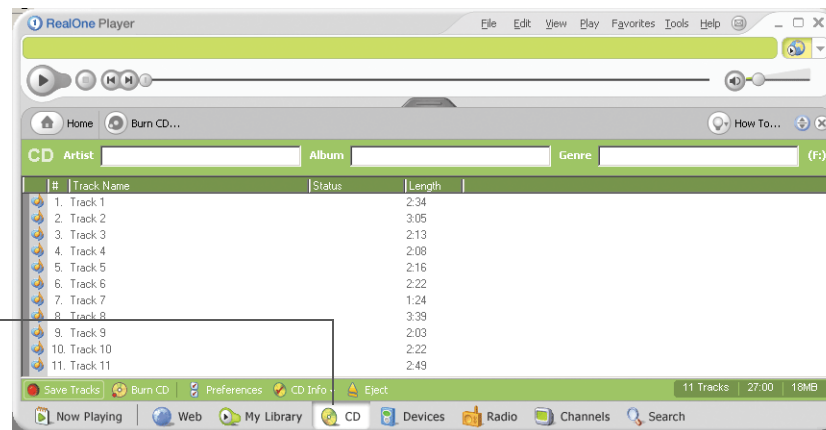 RealOne Player File Edit View Play Favorites Tools Help
Home Burn CD... How To...
CD Artist Album Genre (F:)
# Track Name Status Length
1. Track 1 2:34
2. Track 2 3:05
3. Track 3 2:13
4. Track 4 2:08
5. Track 5 2:16
6. Track 6 2:22
7. Track 7 1:24
8. Track 8 3:39
9. Track 9 2:03
10. Track 10 2:22
11. Track 11 2:49
Save Tracks Burn CD Preferences CD Info Eject 11 Tracks 27:00 18MB
Now Playing Web My Library CD Devices Radio Channels Search